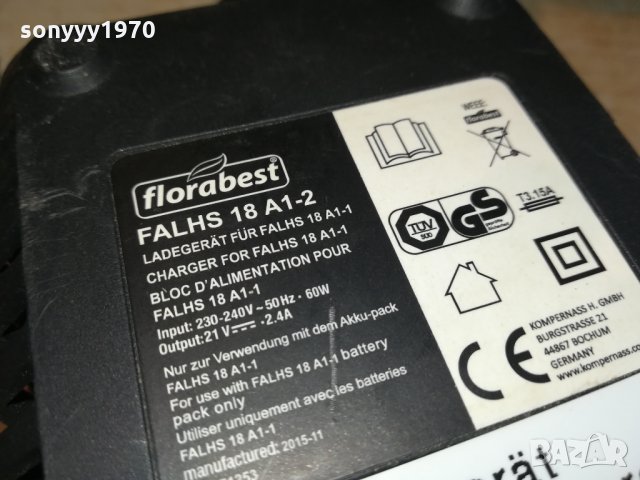 sonyyy1970
florabest
FALHS 18 A1-2
LADEGERÄT FÜR FALHS 18 A1-1
CHARGER FOR FALHS 18 A1-1
BLOC D'ALIMENTATION POUR
FALHS 18 A1-1
Input: 230-240V ~ 50Hz · 60W
Output: 21 V ⎓ 2.4A
Nur zur Verwendung mit dem Akku-pack
FALHS 18 A1-1
For use with FALHS 18 A1-1 battery
pack only
Utiliser uniquement avec les batteries
FALHS 18 A1-1
manufactured: 2015-11
WEEE:
florabest
TÜV
SÜD
GS
T3.15A
CE
KOMPERNASS H. GMBH
BURGSTRASSE 21
44867 BOCHUM
GERMANY
www.kompernass.com
BAZAR